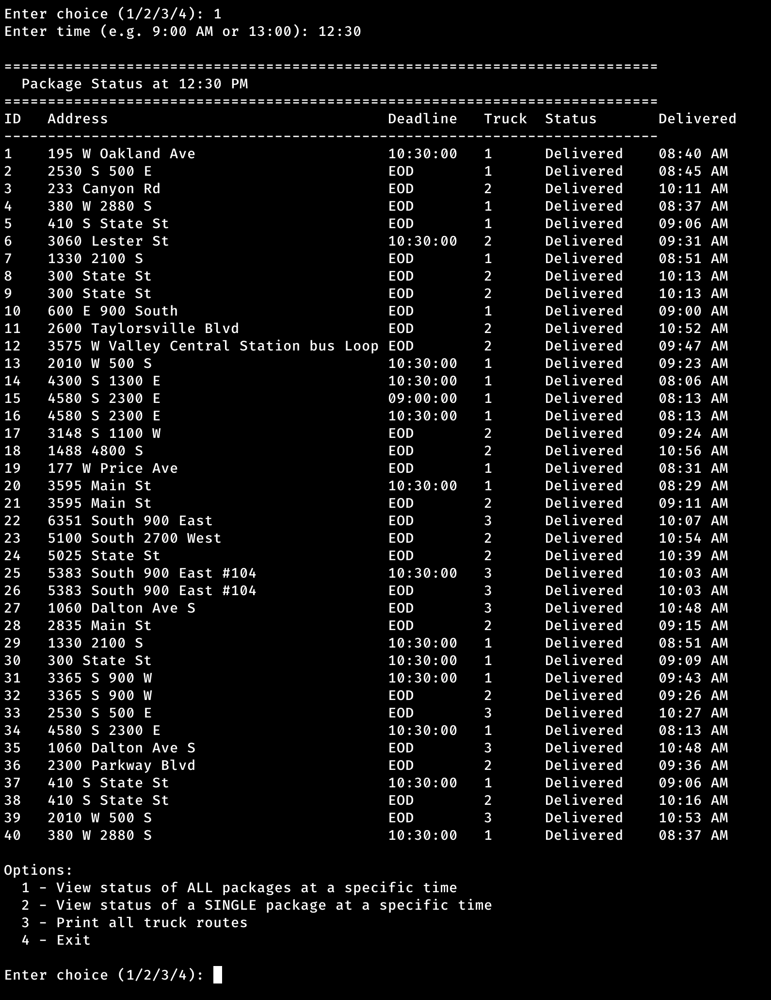 Enter choice (1/2/3/4): 1
Enter time (e.g. 9:00 AM or 13:00): 12:30

===========================================================================
  Package Status at 12:30 PM
===========================================================================
ID   Address                                Deadline   Truck  Status       Delivered
---------------------------------------------------------------------------
1    195 W Oakland Ave                      10:30:00   1      Delivered    08:40 AM
2    2530 S 500 E                           EOD        1      Delivered    08:45 AM
3    233 Canyon Rd                          EOD        2      Delivered    10:11 AM
4    380 W 2880 S                           EOD        1      Delivered    08:37 AM
5    410 S State St                         EOD        1      Delivered    09:06 AM
6    3060 Lester St                         10:30:00   2      Delivered    09:31 AM
7    1330 2100 S                            EOD        1      Delivered    08:51 AM
8    300 State St                           EOD        2      Delivered    10:13 AM
9    300 State St                           EOD        2      Delivered    10:13 AM
10   600 E 900 South                        EOD        1      Delivered    09:00 AM
11   2600 Taylorsville Blvd                 EOD        2      Delivered    10:52 AM
12   3575 W Valley Central Station bus Loop EOD        2      Delivered    09:47 AM
13   2010 W 500 S                           10:30:00   1      Delivered    09:23 AM
14   4300 S 1300 E                          10:30:00   1      Delivered    08:06 AM
15   4580 S 2300 E                          09:00:00   1      Delivered    08:13 AM
16   4580 S 2300 E                          10:30:00   1      Delivered    08:13 AM
17   3148 S 1100 W                          EOD        2      Delivered    09:24 AM
18   1488 4800 S                            EOD        2      Delivered    10:56 AM
19   177 W Price Ave                        EOD        1      Delivered    08:31 AM
20   3595 Main St                           10:30:00   1      Delivered    08:29 AM
21   3595 Main St                           EOD        2      Delivered    09:11 AM
22   6351 South 900 East                    EOD        3      Delivered    10:07 AM
23   5100 South 2700 West                   EOD        2      Delivered    10:54 AM
24   5025 State St                          EOD        2      Delivered    10:39 AM
25   5383 South 900 East #104               10:30:00   3      Delivered    10:03 AM
26   5383 South 900 East #104               EOD        3      Delivered    10:03 AM
27   1060 Dalton Ave S                      EOD        3      Delivered    10:48 AM
28   2835 Main St                           EOD        2      Delivered    09:15 AM
29   1330 2100 S                            10:30:00   1      Delivered    08:51 AM
30   300 State St                           10:30:00   1      Delivered    09:09 AM
31   3365 S 900 W                           10:30:00   1      Delivered    09:43 AM
32   3365 S 900 W                           EOD        2      Delivered    09:26 AM
33   2530 S 500 E                           EOD        3      Delivered    10:27 AM
34   4580 S 2300 E                          10:30:00   1      Delivered    08:13 AM
35   1060 Dalton Ave S                      EOD        3      Delivered    10:48 AM
36   2300 Parkway Blvd                      EOD        2      Delivered    09:36 AM
37   410 S State St                         10:30:00   1      Delivered    09:06 AM
38   410 S State St                         EOD        2      Delivered    10:16 AM
39   2010 W 500 S                           EOD        3      Delivered    10:53 AM
40   380 W 2880 S                           10:30:00   1      Delivered    08:37 AM

Options:
  1 - View status of ALL packages at a specific time
  2 - View status of a SINGLE package at a specific time
  3 - Print all truck routes
  4 - Exit

Enter choice (1/2/3/4):